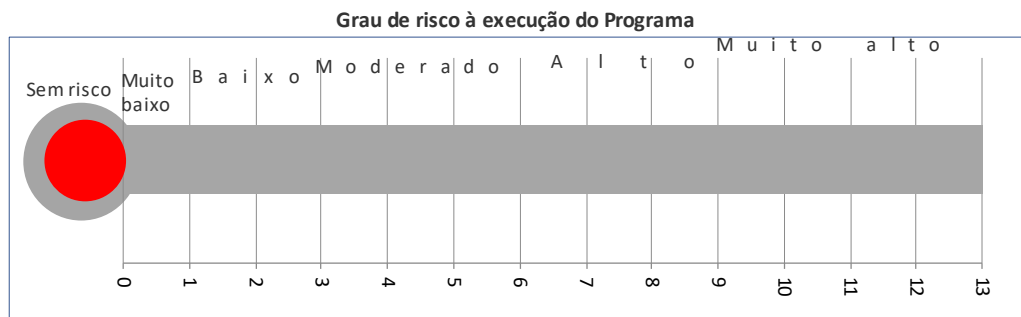 Grau de risco à execução do Programa
Sem risco
Muito
baixo
Baixo
Moderado
Alto
Muito alto
0 1 2 3 4 5 6 7 8 9 10 11 12 13